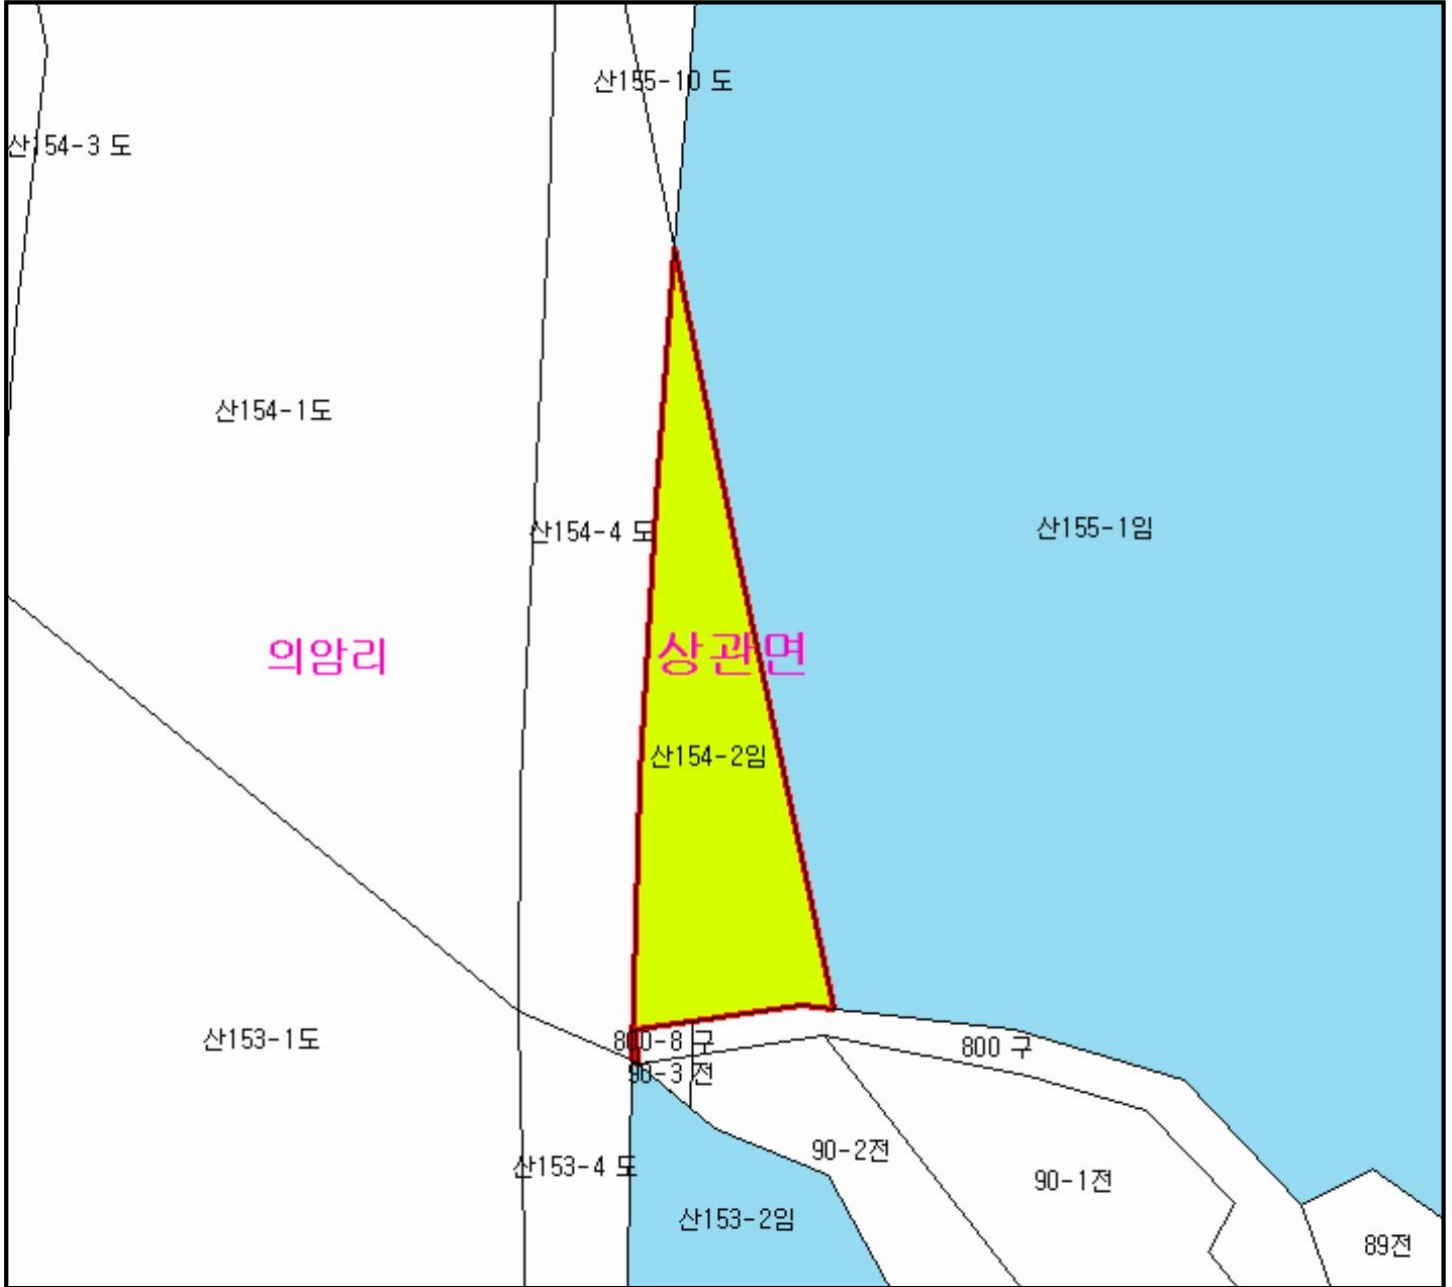 산155-10 도
산154-3 도
산154-1도
산154-4 도
산155-1임
의암리
상관면
산154-2임
산153-1도
800-8 구
800 구
90-3 전
90-2전
산153-4 도
90-1전
산153-2임
89전